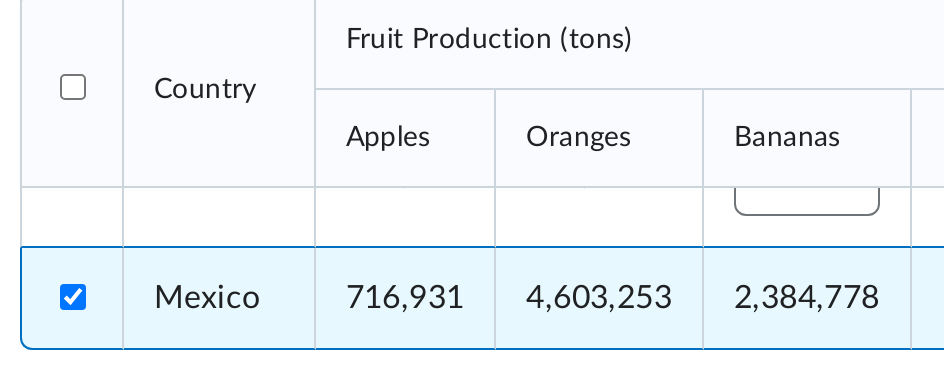 Fruit Production (tons)
Country
Apples Oranges Bananas
Mexico 716,931 4,603,253 2,384,778